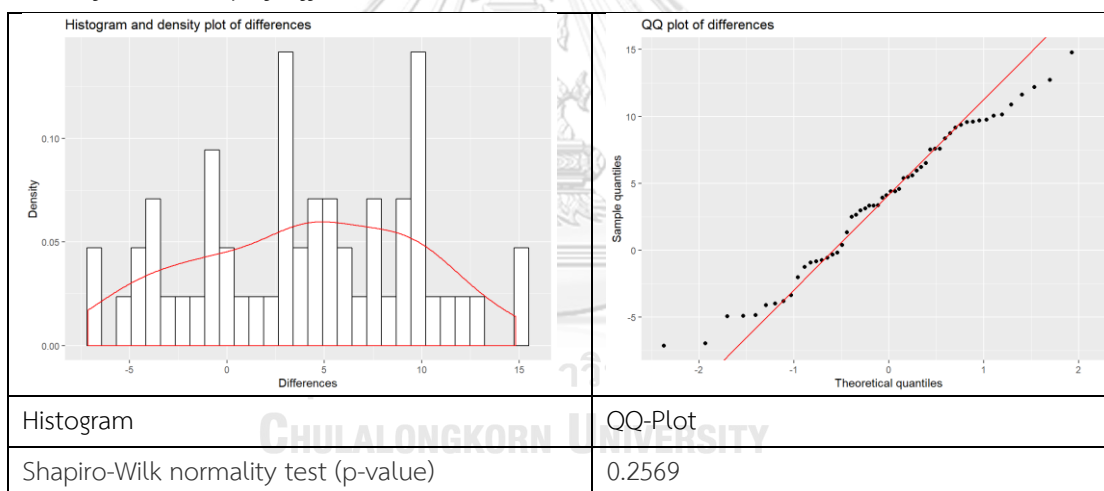 Histogram and density plot of differences
0.10
0.05
0.00
Density
-5
0
5
10
15
Differences
QQ plot of differences
15
10
5
0
-5
Sample quantiles
-2
-1
0
1
2
Theoretical quantiles
Histogram
QQ-Plot
CHULALONGKORN UNIVERSITY
Shapiro-Wilk normality test (p-value)
0.2569